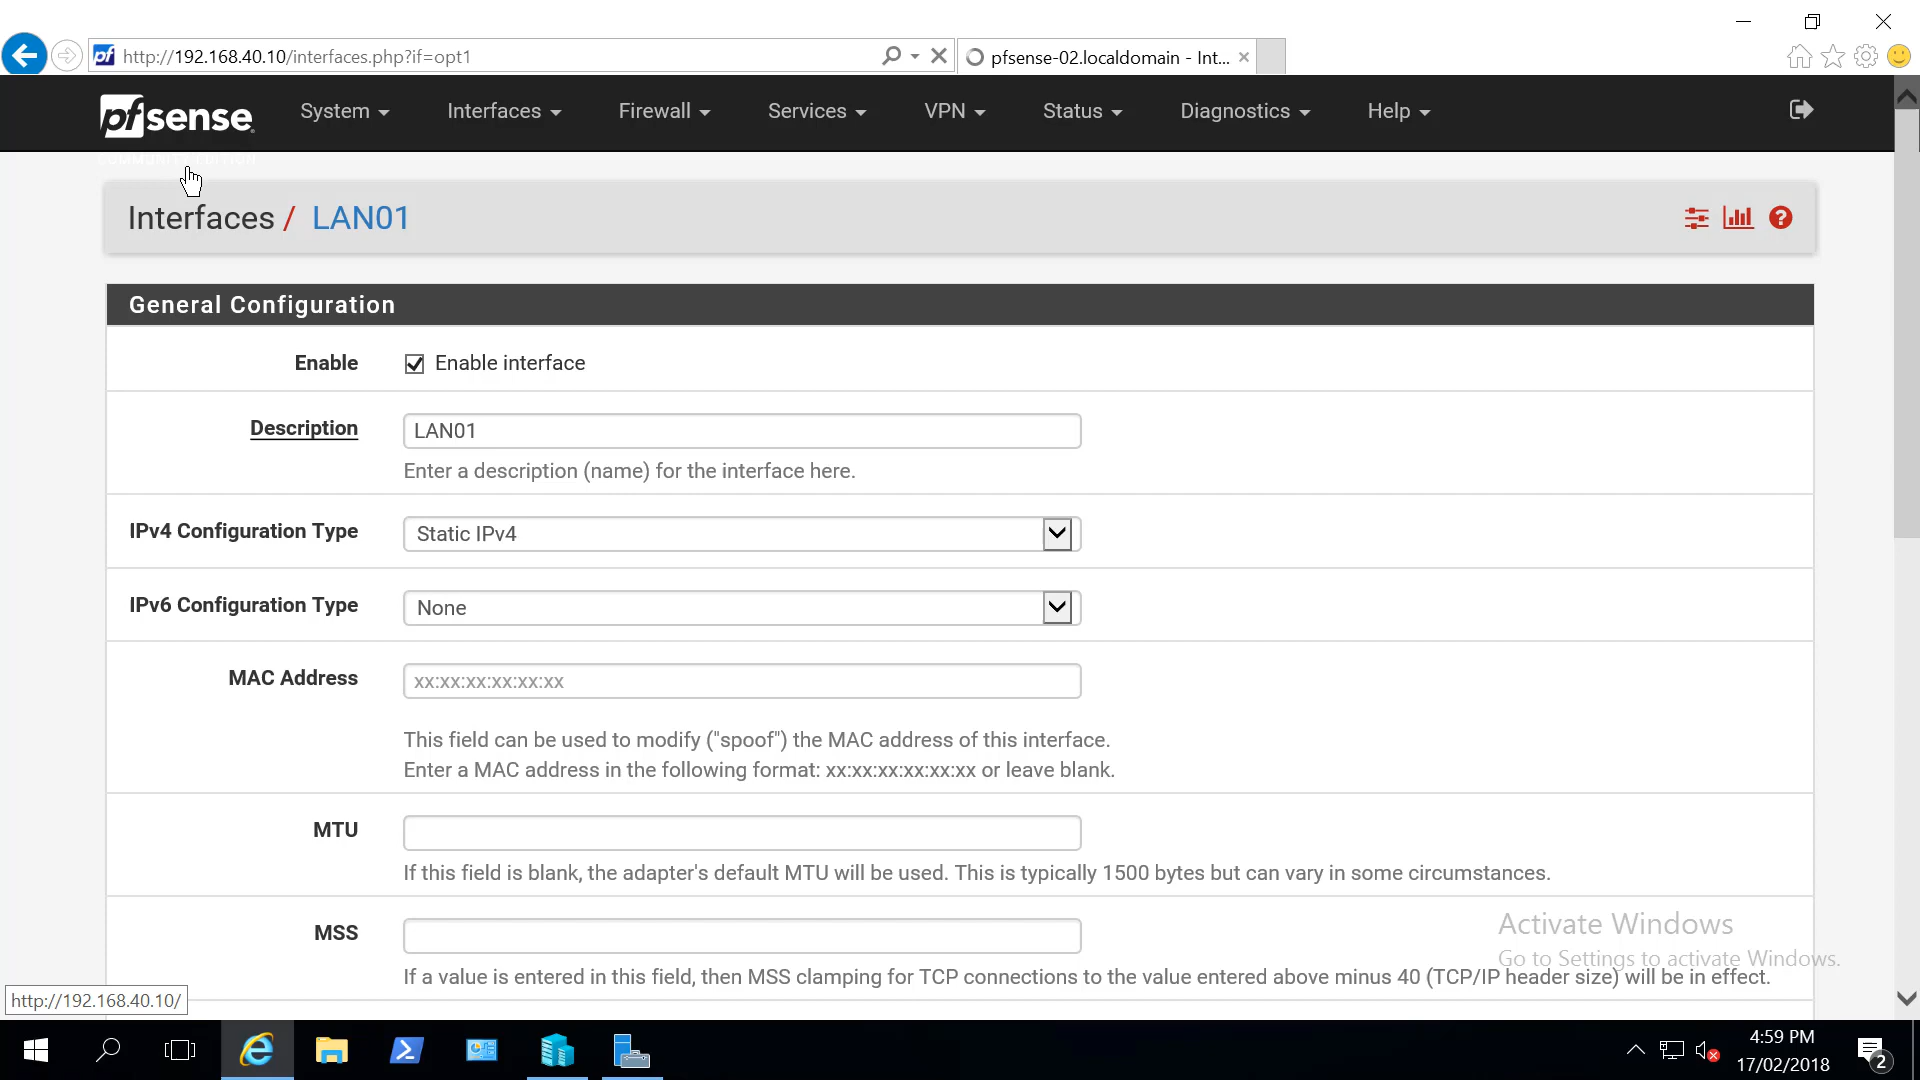 http://192.168.40.10/interfaces.php?if=opt1
pfsense-02.localdomain - Int...
pfsense
System
Interfaces
Firewall
Services
VPN
Status
Diagnostics
Help
COMMUNITY EDITION
Interfaces / LAN01
General Configuration
Enable
Enable interface
Description
LAN01
Enter a description (name) for the interface here.
IPv4 Configuration Type
Static IPv4
IPv6 Configuration Type
None
MAC Address
xx:xx:xx:xx:xx:xx
This field can be used to modify ("spoof") the MAC address of this interface.
Enter a MAC address in the following format: xx:xx:xx:xx:xx:xx or leave blank.
MTU
If this field is blank, the adapter's default MTU will be used. This is typically 1500 bytes but can vary in some circumstances.
MSS
Activate Windows
Go to Settings to activate Windows.
If a value is entered in this field, then MSS clamping for TCP connections to the value entered above minus 40 (TCP/IP header size) will be in effect.
http://192.168.40.10/
4:59 PM
17/02/2018
2